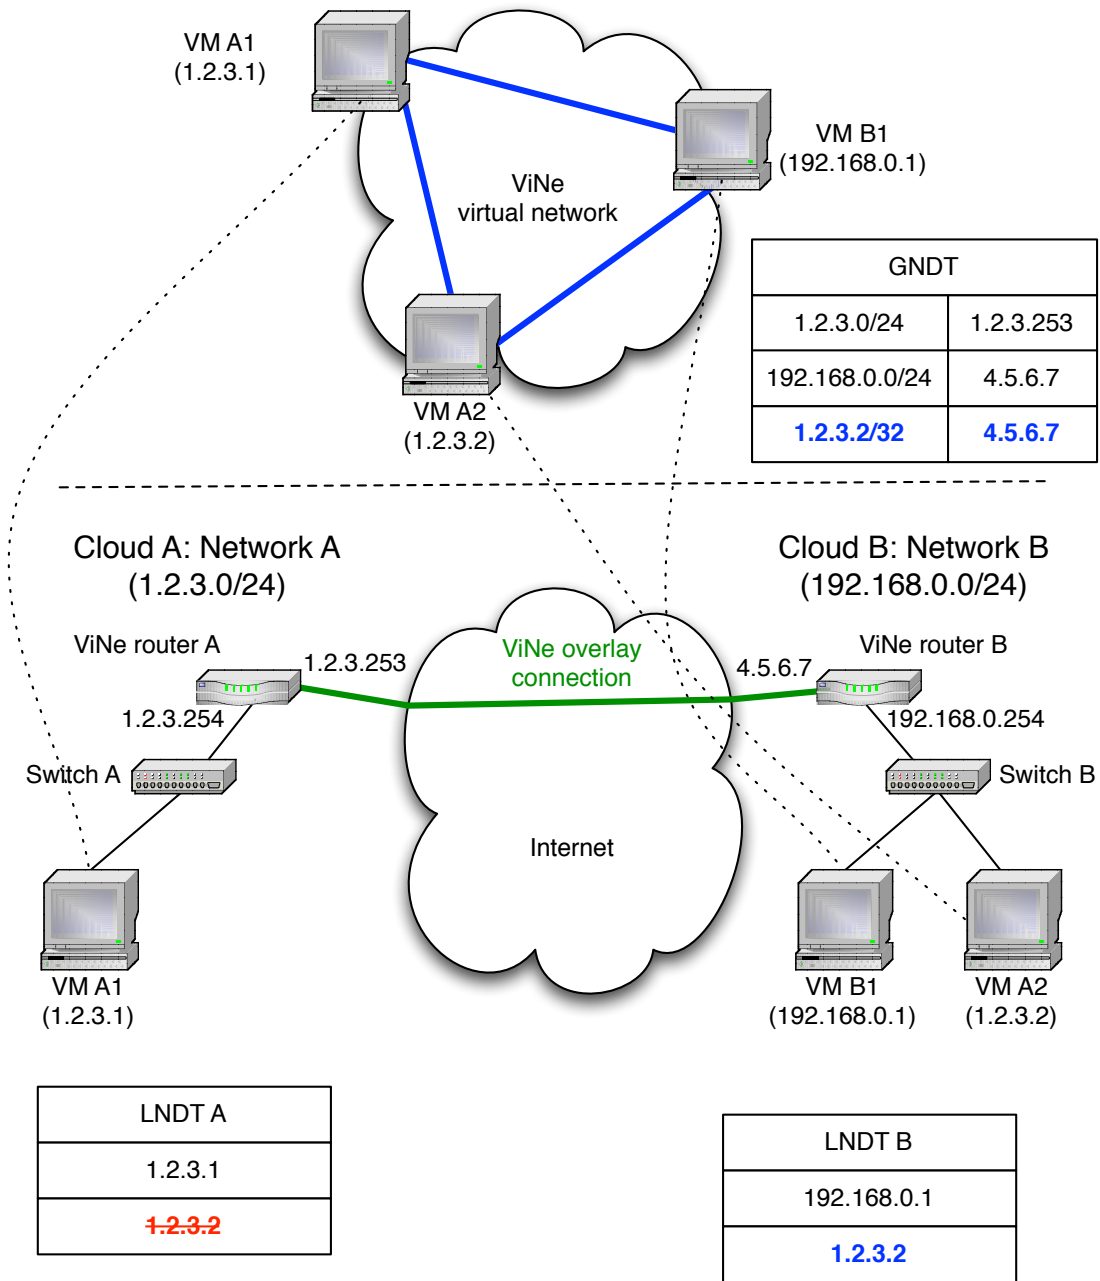 VM A1
(1.2.3.1)
VM B1
(192.168.0.1)
ViNe
virtual network
VM A2
(1.2.3.2)
GNDT
1.2.3.0/24 1.2.3.253
192.168.0.0/24 4.5.6.7
1.2.3.2/32 4.5.6.7
Cloud A: Network A
(1.2.3.0/24)
Cloud B: Network B
(192.168.0.0/24)
ViNe router A
1.2.3.253
ViNe overlay
connection
4.5.6.7
ViNe router B
1.2.3.254
192.168.0.254
Switch A
Switch B
Internet
VM A1
(1.2.3.1)
VM B1
(192.168.0.1)
VM A2
(1.2.3.2)
LNDT A
1.2.3.1
1.2.3.2
LNDT B
192.168.0.1
1.2.3.2